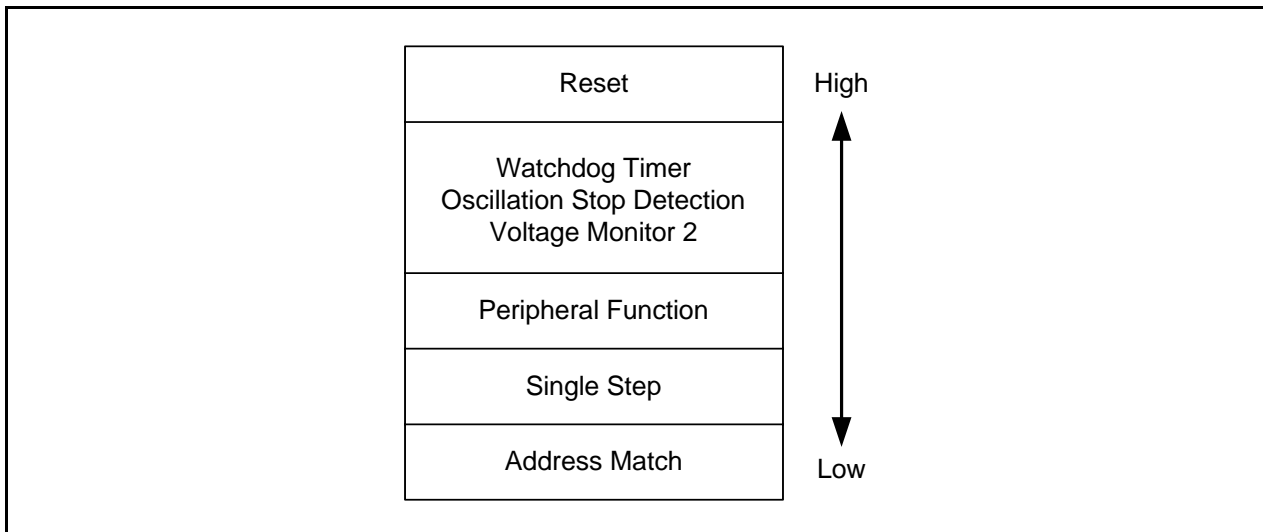 Reset
High
Watchdog Timer
Oscillation Stop Detection
Voltage Monitor 2
Peripheral Function
Single Step
Address Match
Low